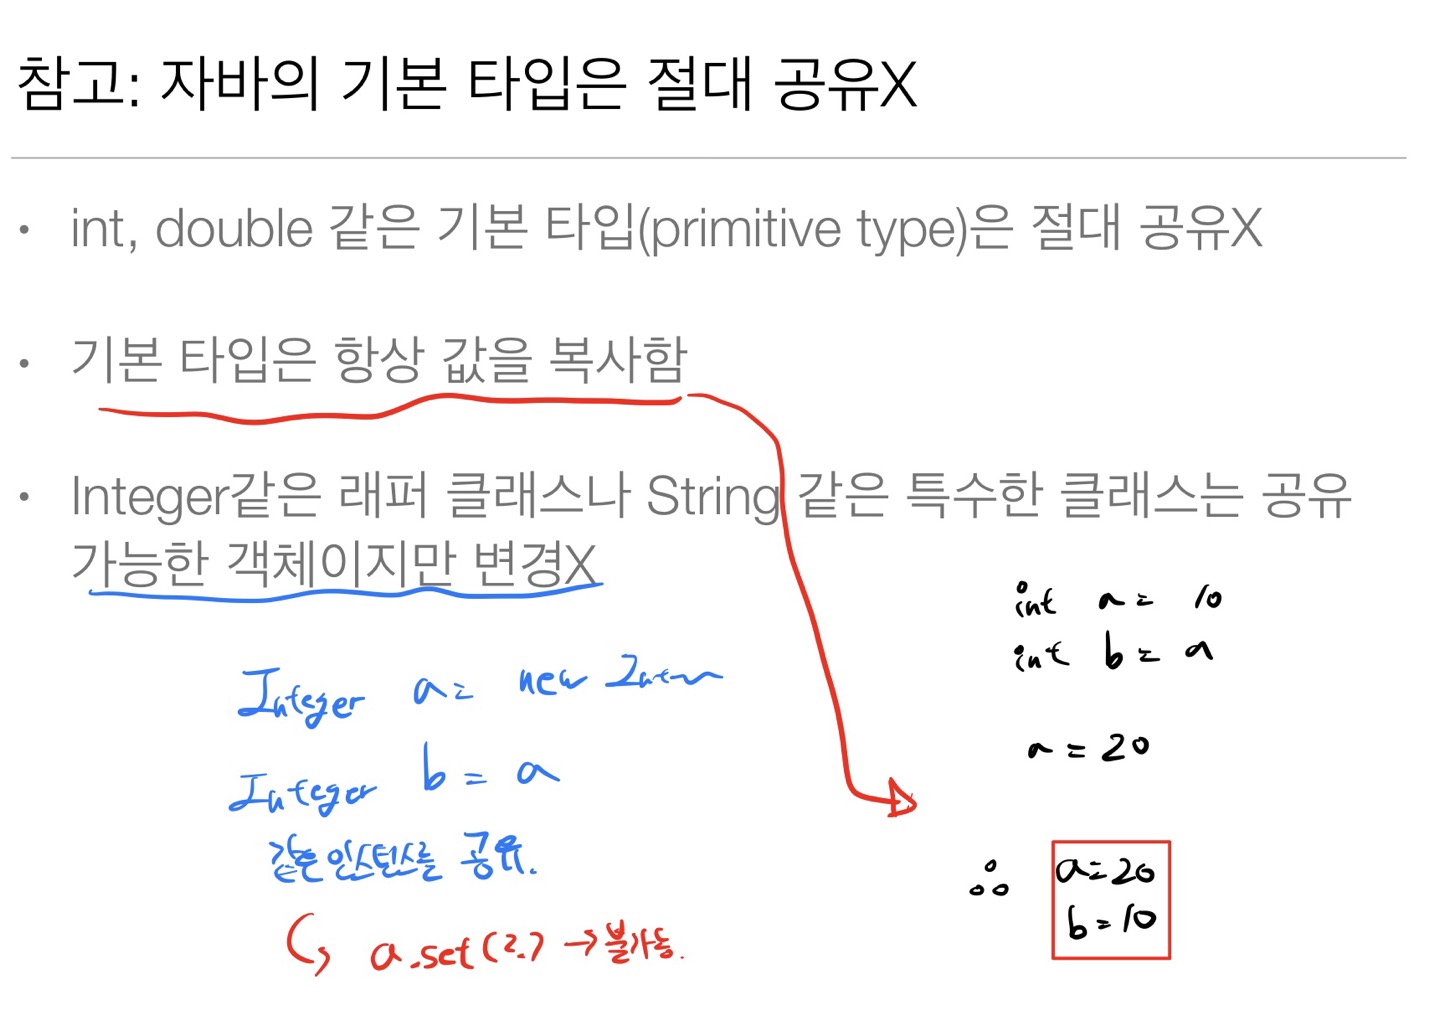 참고: 자바의 기본 타입은 절대 공유X
• int, double 같은 기본 타입(primitive type)은 절대 공유X
• 기본 타입은 항상 값을 복사함
• Integer같은 래퍼 클래스나 String 같은 특수한 클래스는 공유
가능한 객체이지만 변경X
Integer a = new
Integer b = a
같은 인스턴스를 공유.
a.set( ) → 불가능.
int a = 10
int b = a
a = 20
∴ a=20
b=10